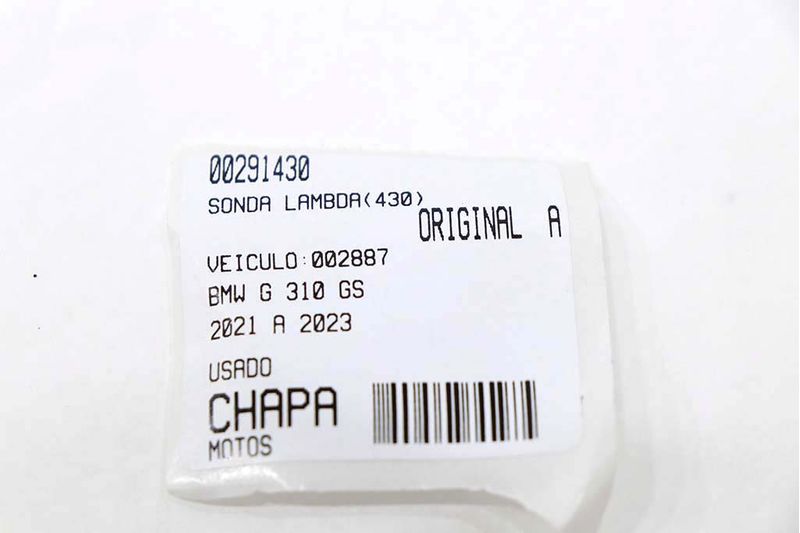 00291430
SONDA LAMBDA(430)
ORIGINAL A
VEICULO:002887
BMW G 310 GS
2021 A 2023
USADO
CHAPA
MOTOS